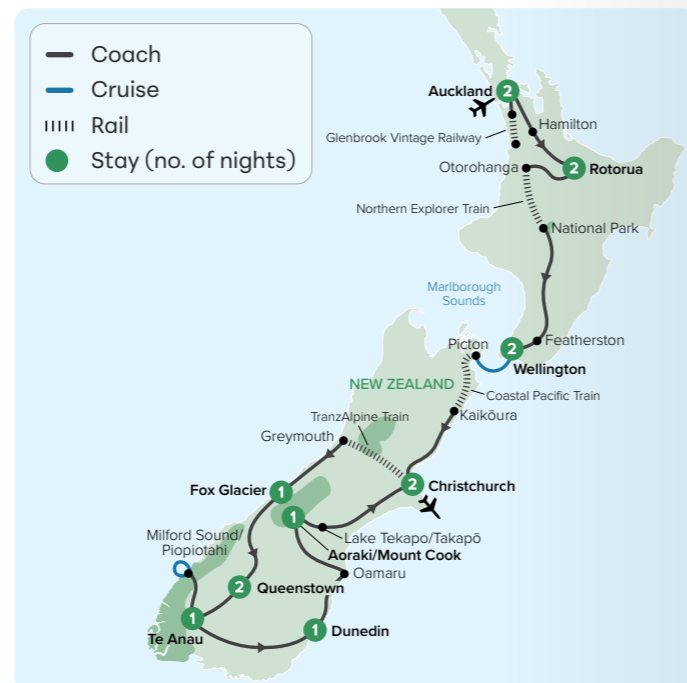 Coach
Cruise
Rail
Stay (no. of nights)
Auckland
2
Hamilton
Glenbrook Vintage Railway
Otorohanga
2
Rotorua
Northern Explorer Train
National Park
Marlborough
Sounds
Picton
2
Featherston
Wellington
NEW ZEALAND
Coastal Pacific Train
TranzAlpine Train
Kaikōura
Greymouth
Fox Glacier
1
2
Christchurch
1
Lake Tekapo/Takapō
Aoraki/Mount Cook
Milford Sound/
Piopiotahi
Oamaru
2
Queenstown
1
Te Anau
1
Dunedin